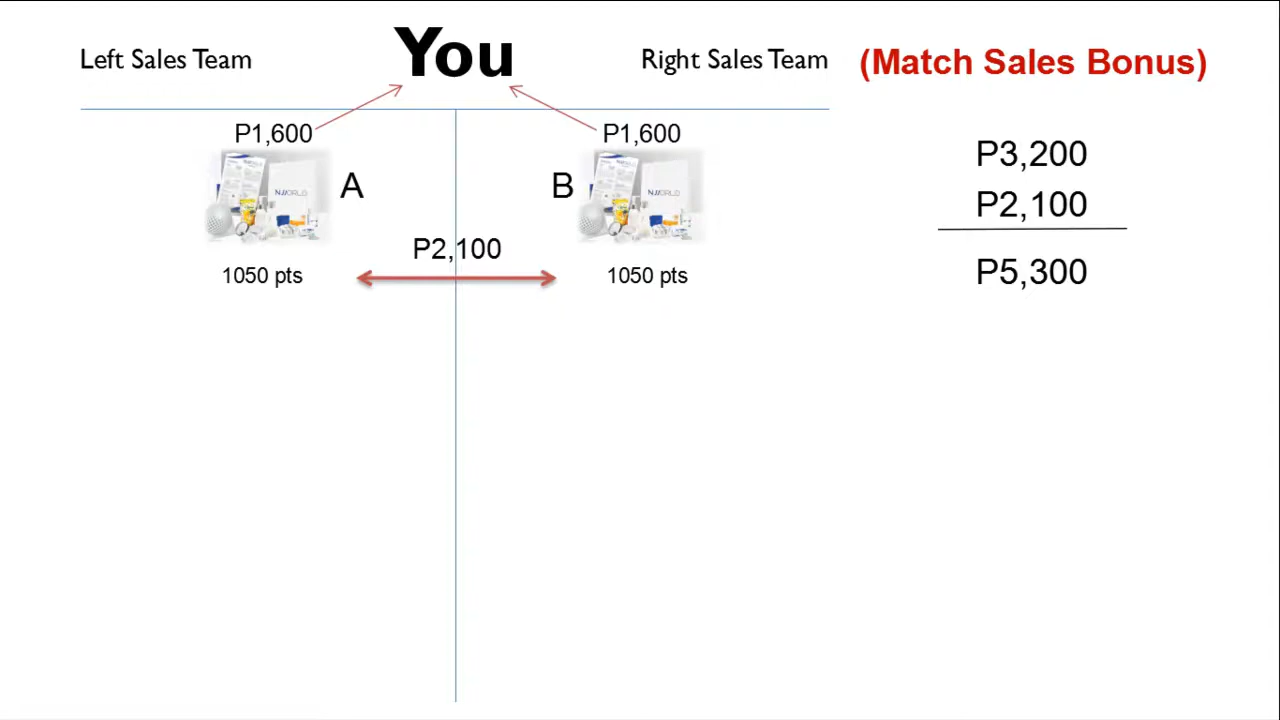 Left Sales Team
You
Right Sales Team
(Match Sales Bonus)
P1,600
P1,600
P3,200
A
B
P2,100
P2,100
1050 pts
1050 pts
P5,300